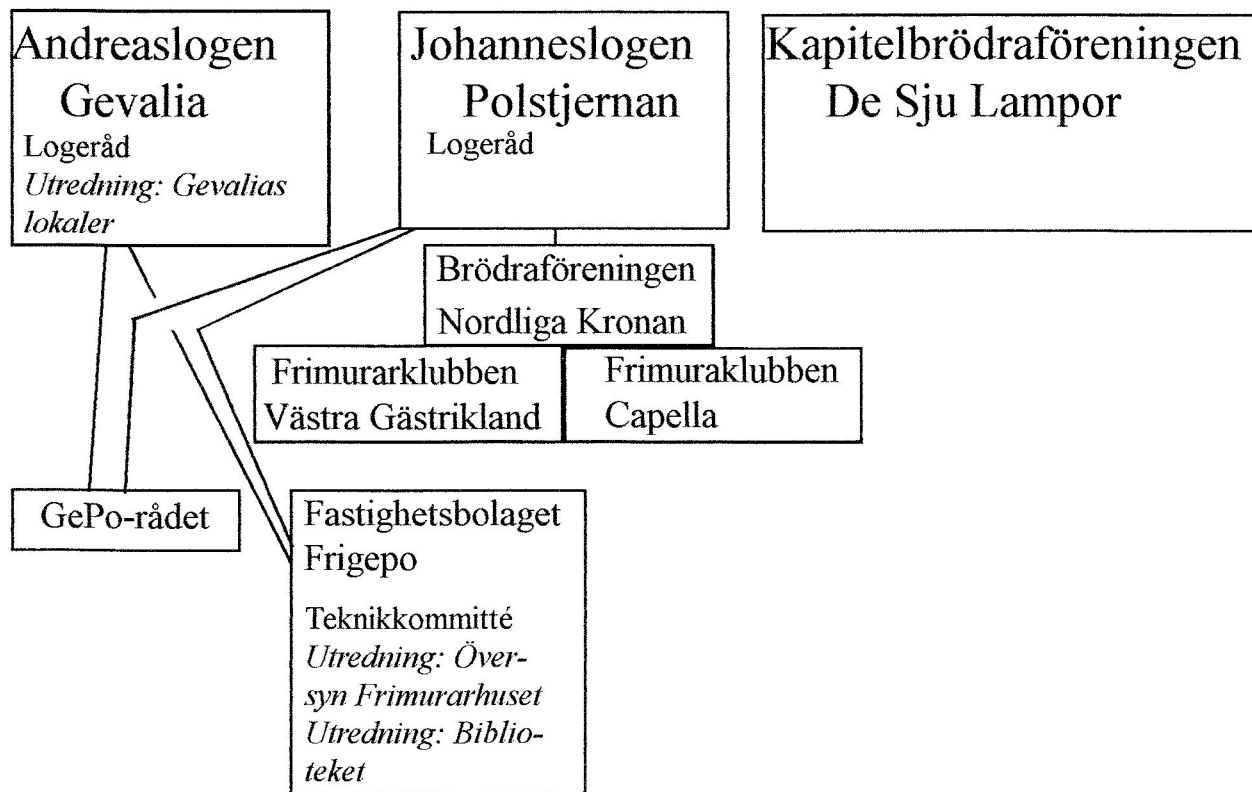 Andreaslogen
Gevalia
Logeråd
Utredning: Gevalias
lokaler
Johanneslogen
Polstjernan
Logeråd
Kapitelbrödraföreningen
De Sju Lampor
Brödraföreningen
Nordliga Kronan
Frimurarklubben
Västra Gästrikland
Frimuraklubben
Capella
GePo-rådet
Fastighetsbolaget
Frigepo
Teknikkommitté
Utredning: Över-
syn Frimurarhuset
Utredning: Biblio-
teket